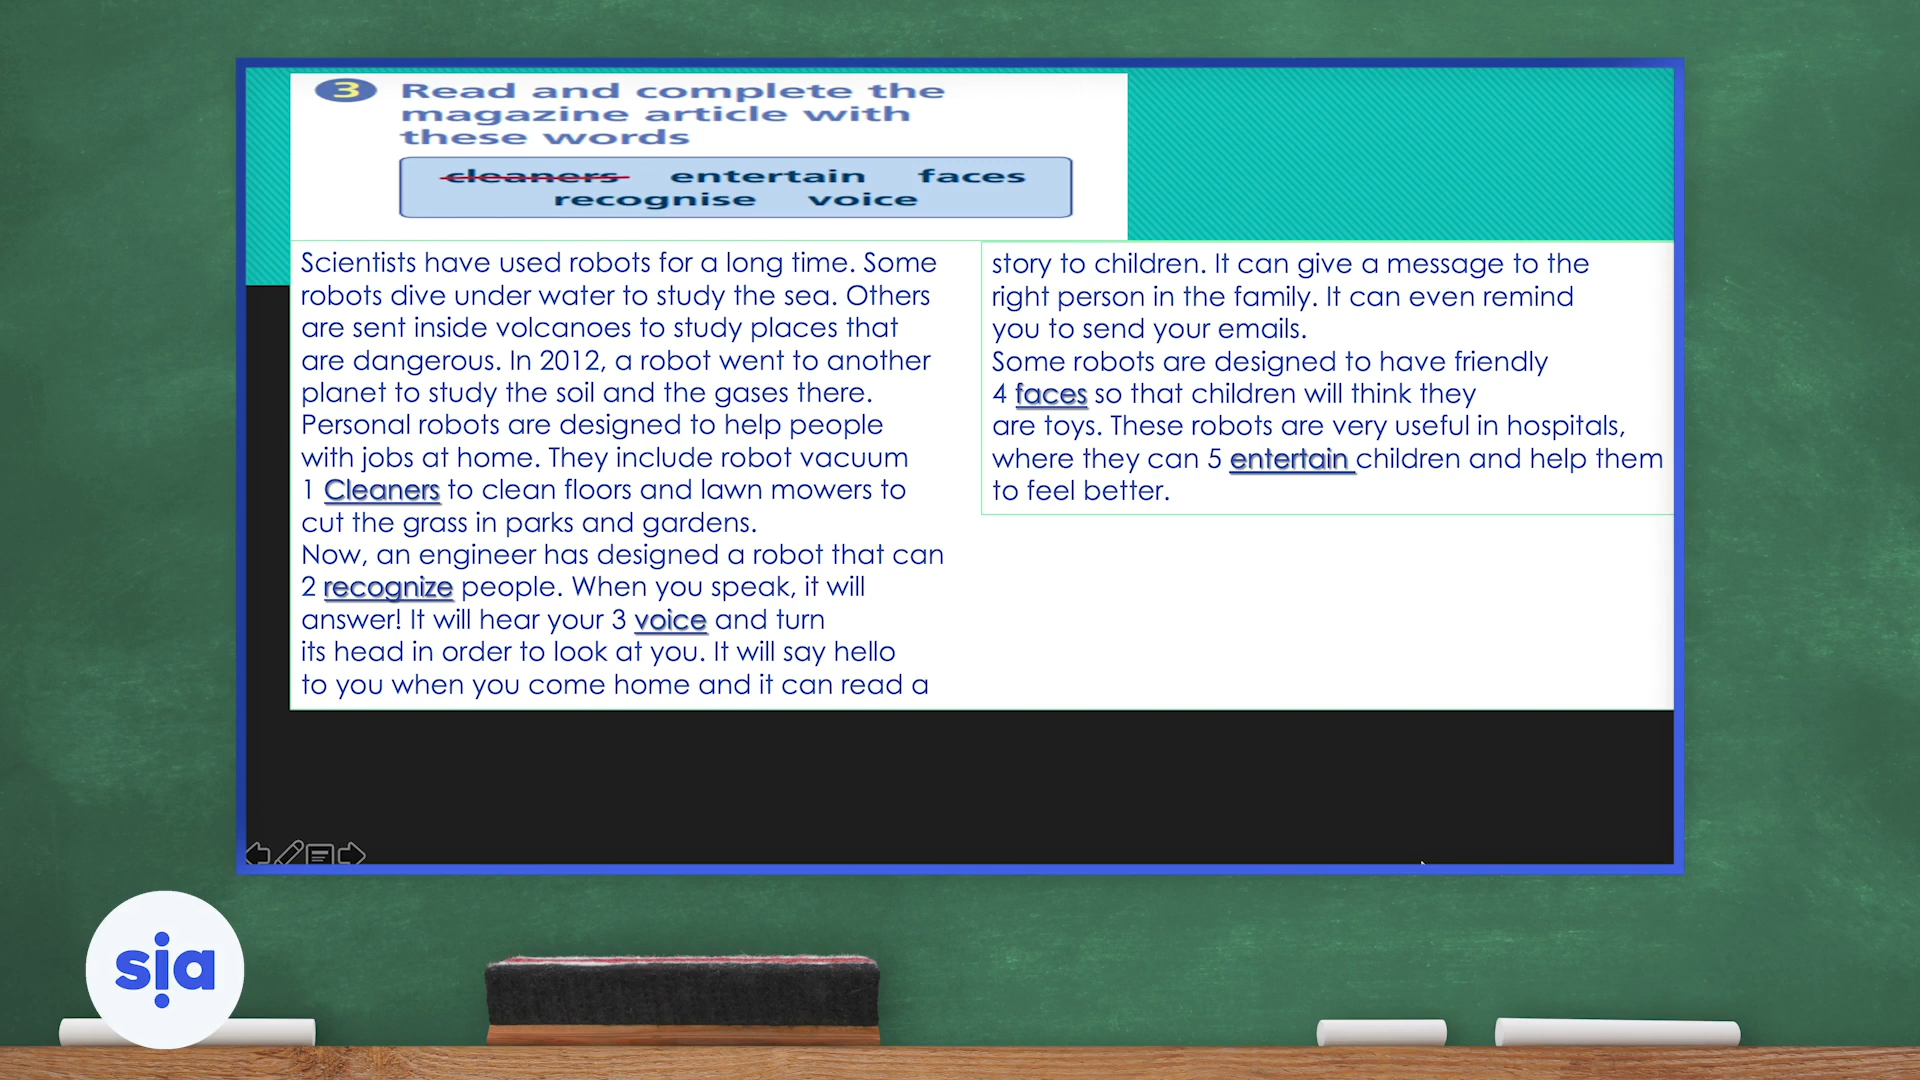 3 Read and complete the
magazine article with
these words
cleaners entertain faces
recognise voice
Scientists have used robots for a long time. Some
robots dive under water to study the sea. Others
are sent inside volcanoes to study places that
are dangerous. In 2012, a robot went to another
planet to study the soil and the gases there.
Personal robots are designed to help people
with jobs at home. They include robot vacuum
1 Cleaners to clean floors and lawn mowers to
cut the grass in parks and gardens.
Now, an engineer has designed a robot that can
2 recognize people. When you speak, it will
answer! It will hear your 3 voice and turn
its head in order to look at you. It will say hello
to you when you come home and it can read a
story to children. It can give a message to the
right person in the family. It can even remind
you to send your emails.
Some robots are designed to have friendly
4 faces so that children will think they
are toys. These robots are very useful in hospitals,
where they can 5 entertain children and help them
to feel better.
sia